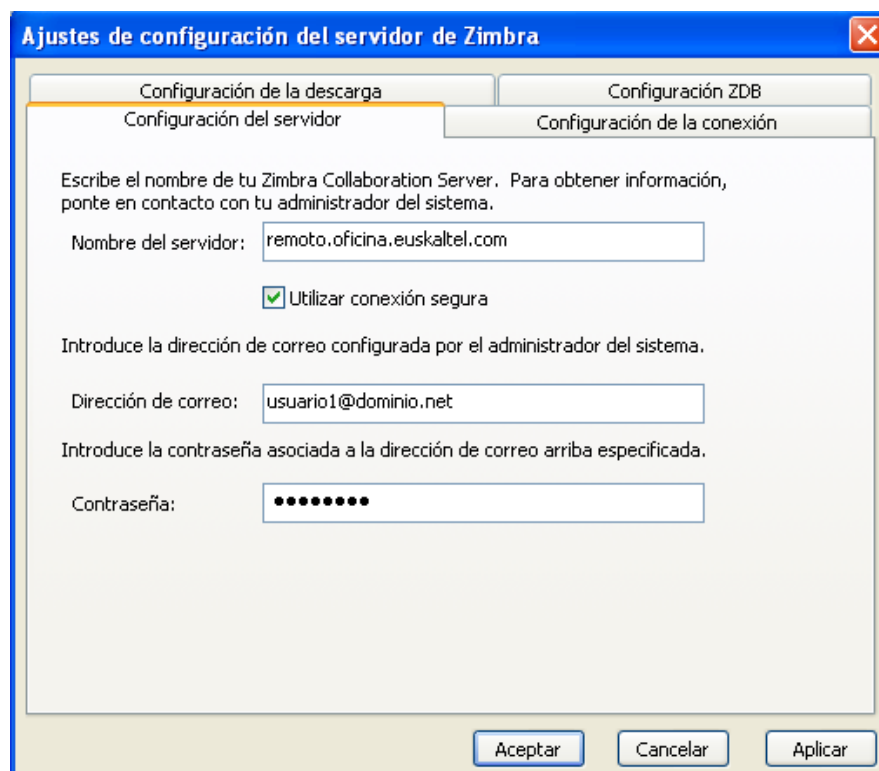 Ajustes de configuración del servidor de Zimbra
Configuración de la descarga
Configuración ZDB
Configuración del servidor
Configuración de la conexión
Escribe el nombre de tu Zimbra Collaboration Server. Para obtener información,
ponte en contacto con tu administrador del sistema.
Nombre del servidor: remoto.oficina.euskaltel.com
Utilizar conexión segura
Introduce la dirección de correo configurada por el administrador del sistema.
Dirección de correo: usuario1@dominio.net
Introduce la contraseña asociada a la dirección de correo arriba especificada.
Contraseña: ●●●●●●●●
Aceptar Cancelar Aplicar